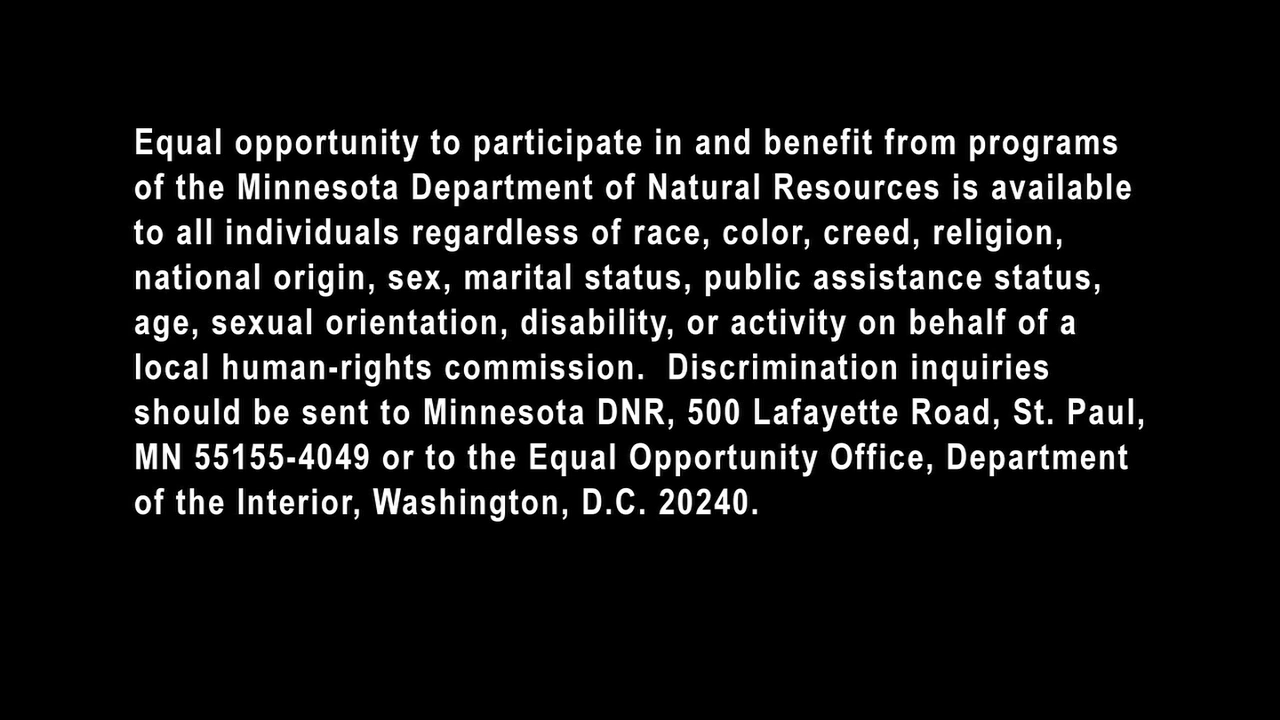 Equal opportunity to participate in and benefit from programs
of the Minnesota Department of Natural Resources is available
to all individuals regardless of race, color, creed, religion,
national origin, sex, marital status, public assistance status,
age, sexual orientation, disability, or activity on behalf of a
local human-rights commission.  Discrimination inquiries
should be sent to Minnesota DNR, 500 Lafayette Road, St. Paul,
MN 55155-4049 or to the Equal Opportunity Office, Department
of the Interior, Washington, D.C. 20240.